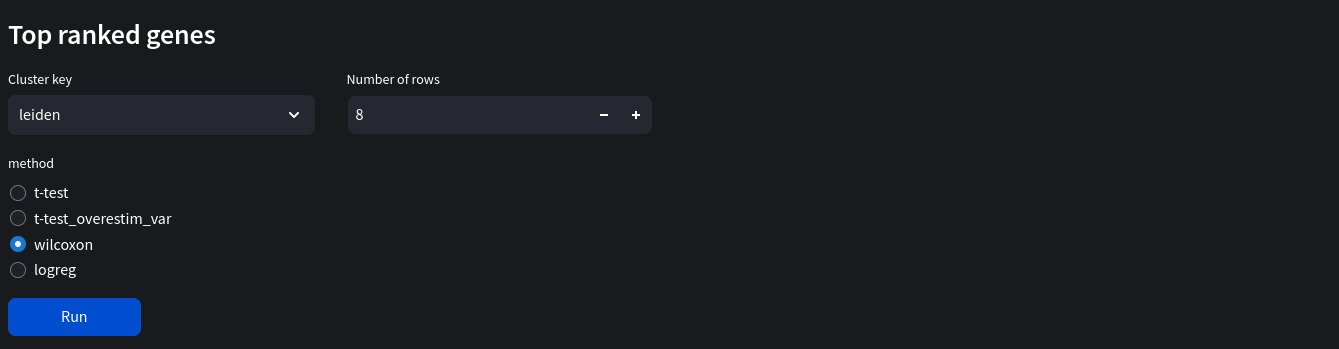 Top ranked genes
Cluster key
Number of rows
leiden
8
method
t-test
t-test_overestim_var
wilcoxon
logreg
Run